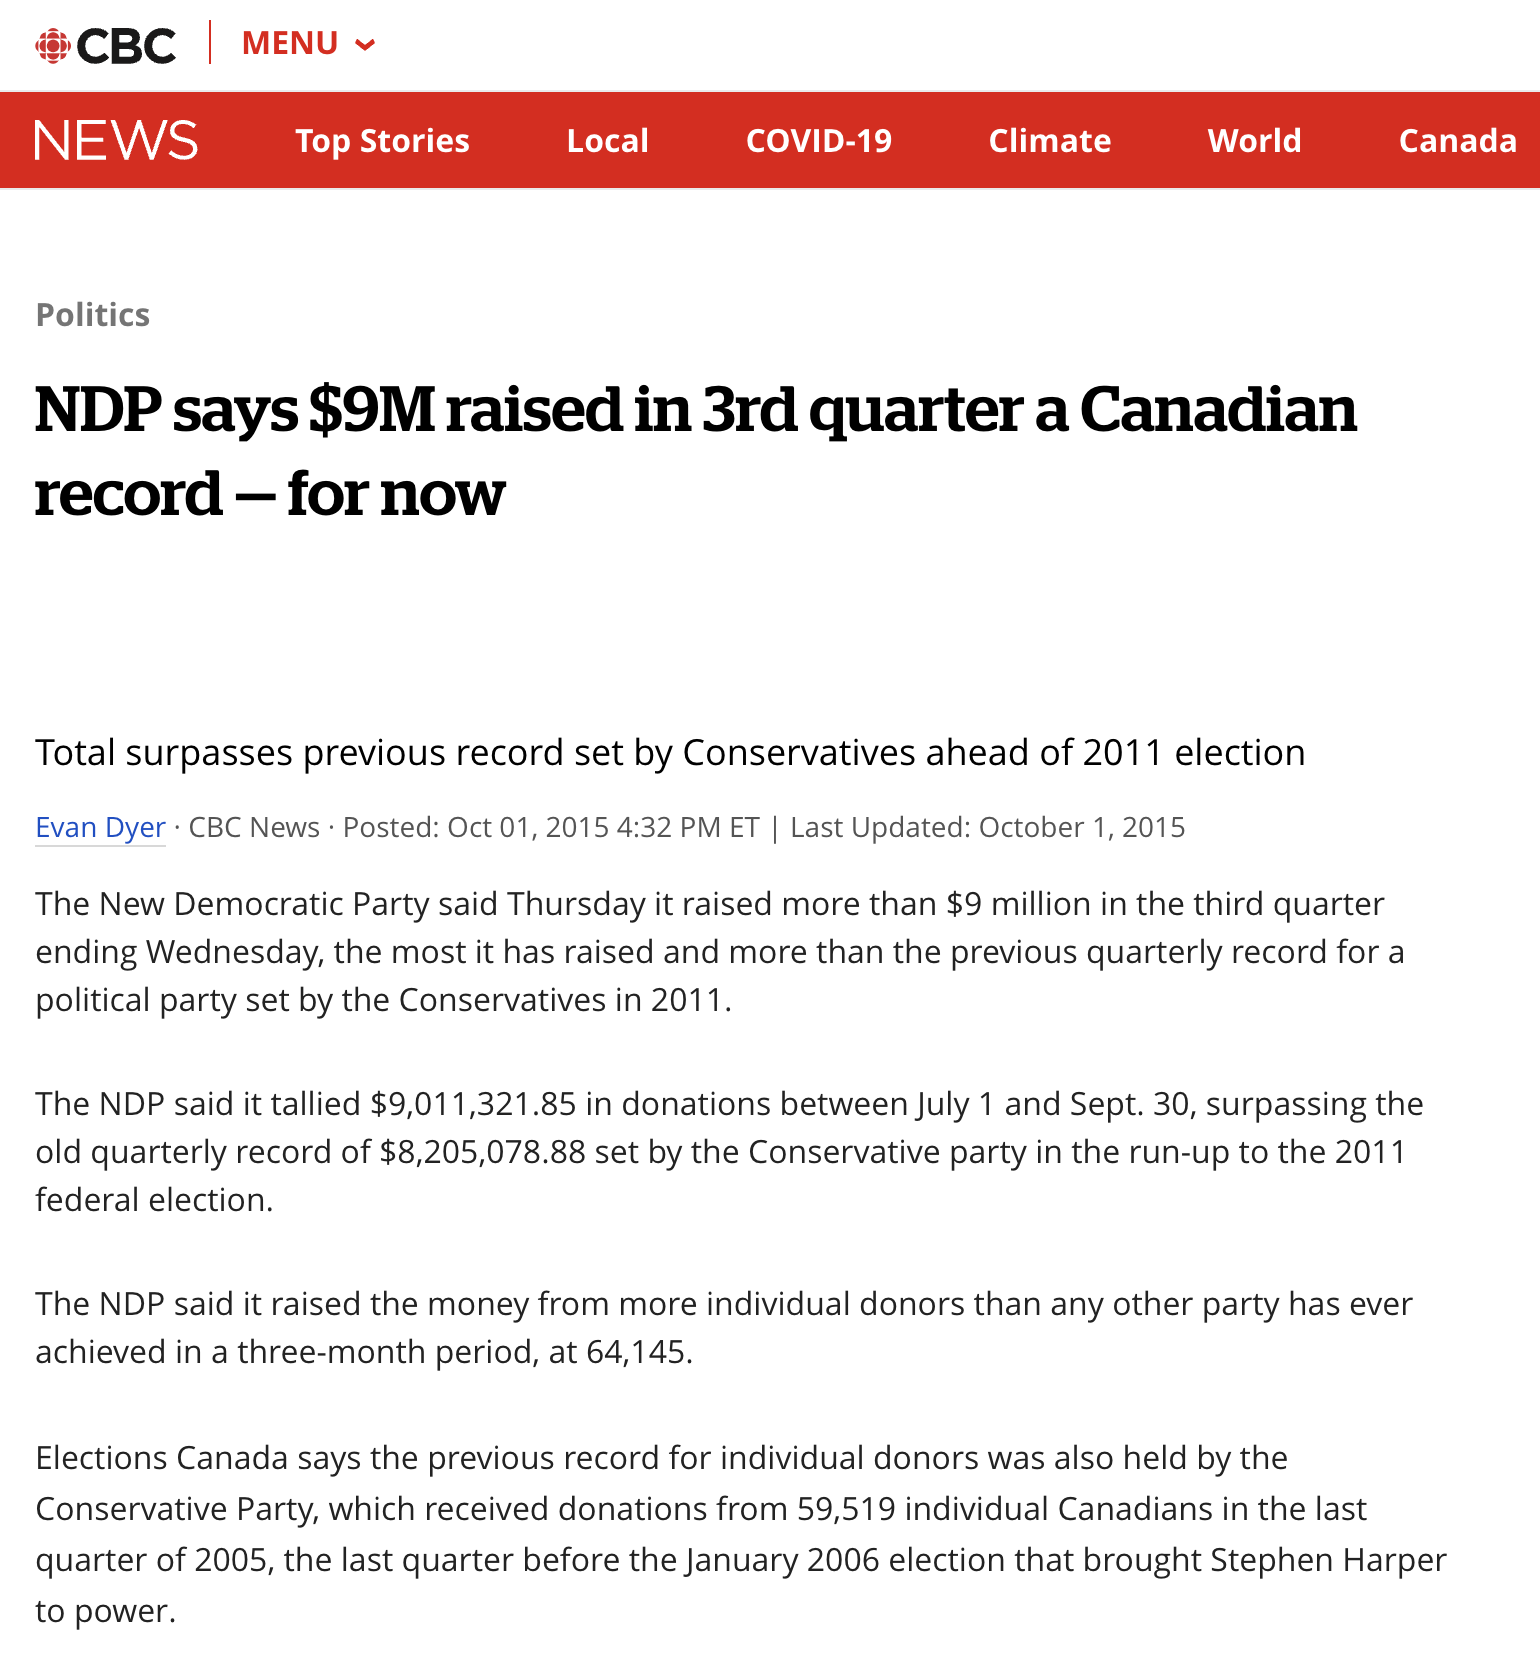 CBC
MENU
NEWS
Top Stories
Local
COVID-19
Climate
World
Canada
Politics
NDP says $9M raised in 3rd quarter a Canadian
record — for now
Total surpasses previous record set by Conservatives ahead of 2011 election
Evan Dyer · CBC News · Posted: Oct 01, 2015 4:32 PM ET | Last Updated: October 1, 2015
The New Democratic Party said Thursday it raised more than $9 million in the third quarter
ending Wednesday, the most it has raised and more than the previous quarterly record for a
political party set by the Conservatives in 2011.
The NDP said it tallied $9,011,321.85 in donations between July 1 and Sept. 30, surpassing the
old quarterly record of $8,205,078.88 set by the Conservative party in the run-up to the 2011
federal election.
The NDP said it raised the money from more individual donors than any other party has ever
achieved in a three-month period, at 64,145.
Elections Canada says the previous record for individual donors was also held by the
Conservative Party, which received donations from 59,519 individual Canadians in the last
quarter of 2005, the last quarter before the January 2006 election that brought Stephen Harper
to power.